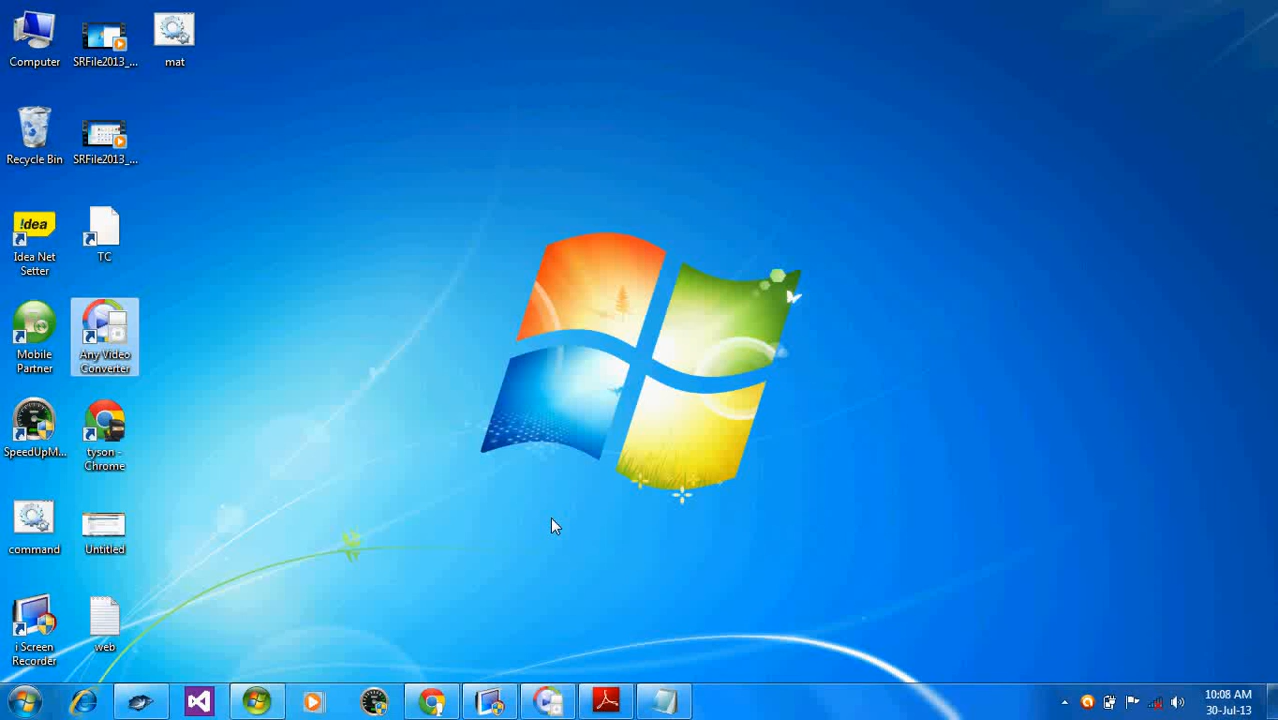 Computer
SRFile2013_...
mat
Recycle Bin
SRFile2013_...
!dea
Idea Net
Setter
TC
Mobile
Partner
Any Video
Converter
SpeedUpM...
tyson -
Chrome
command
Untitled
i Screen
Recorder
web
10:08 AM
30-Jul-13